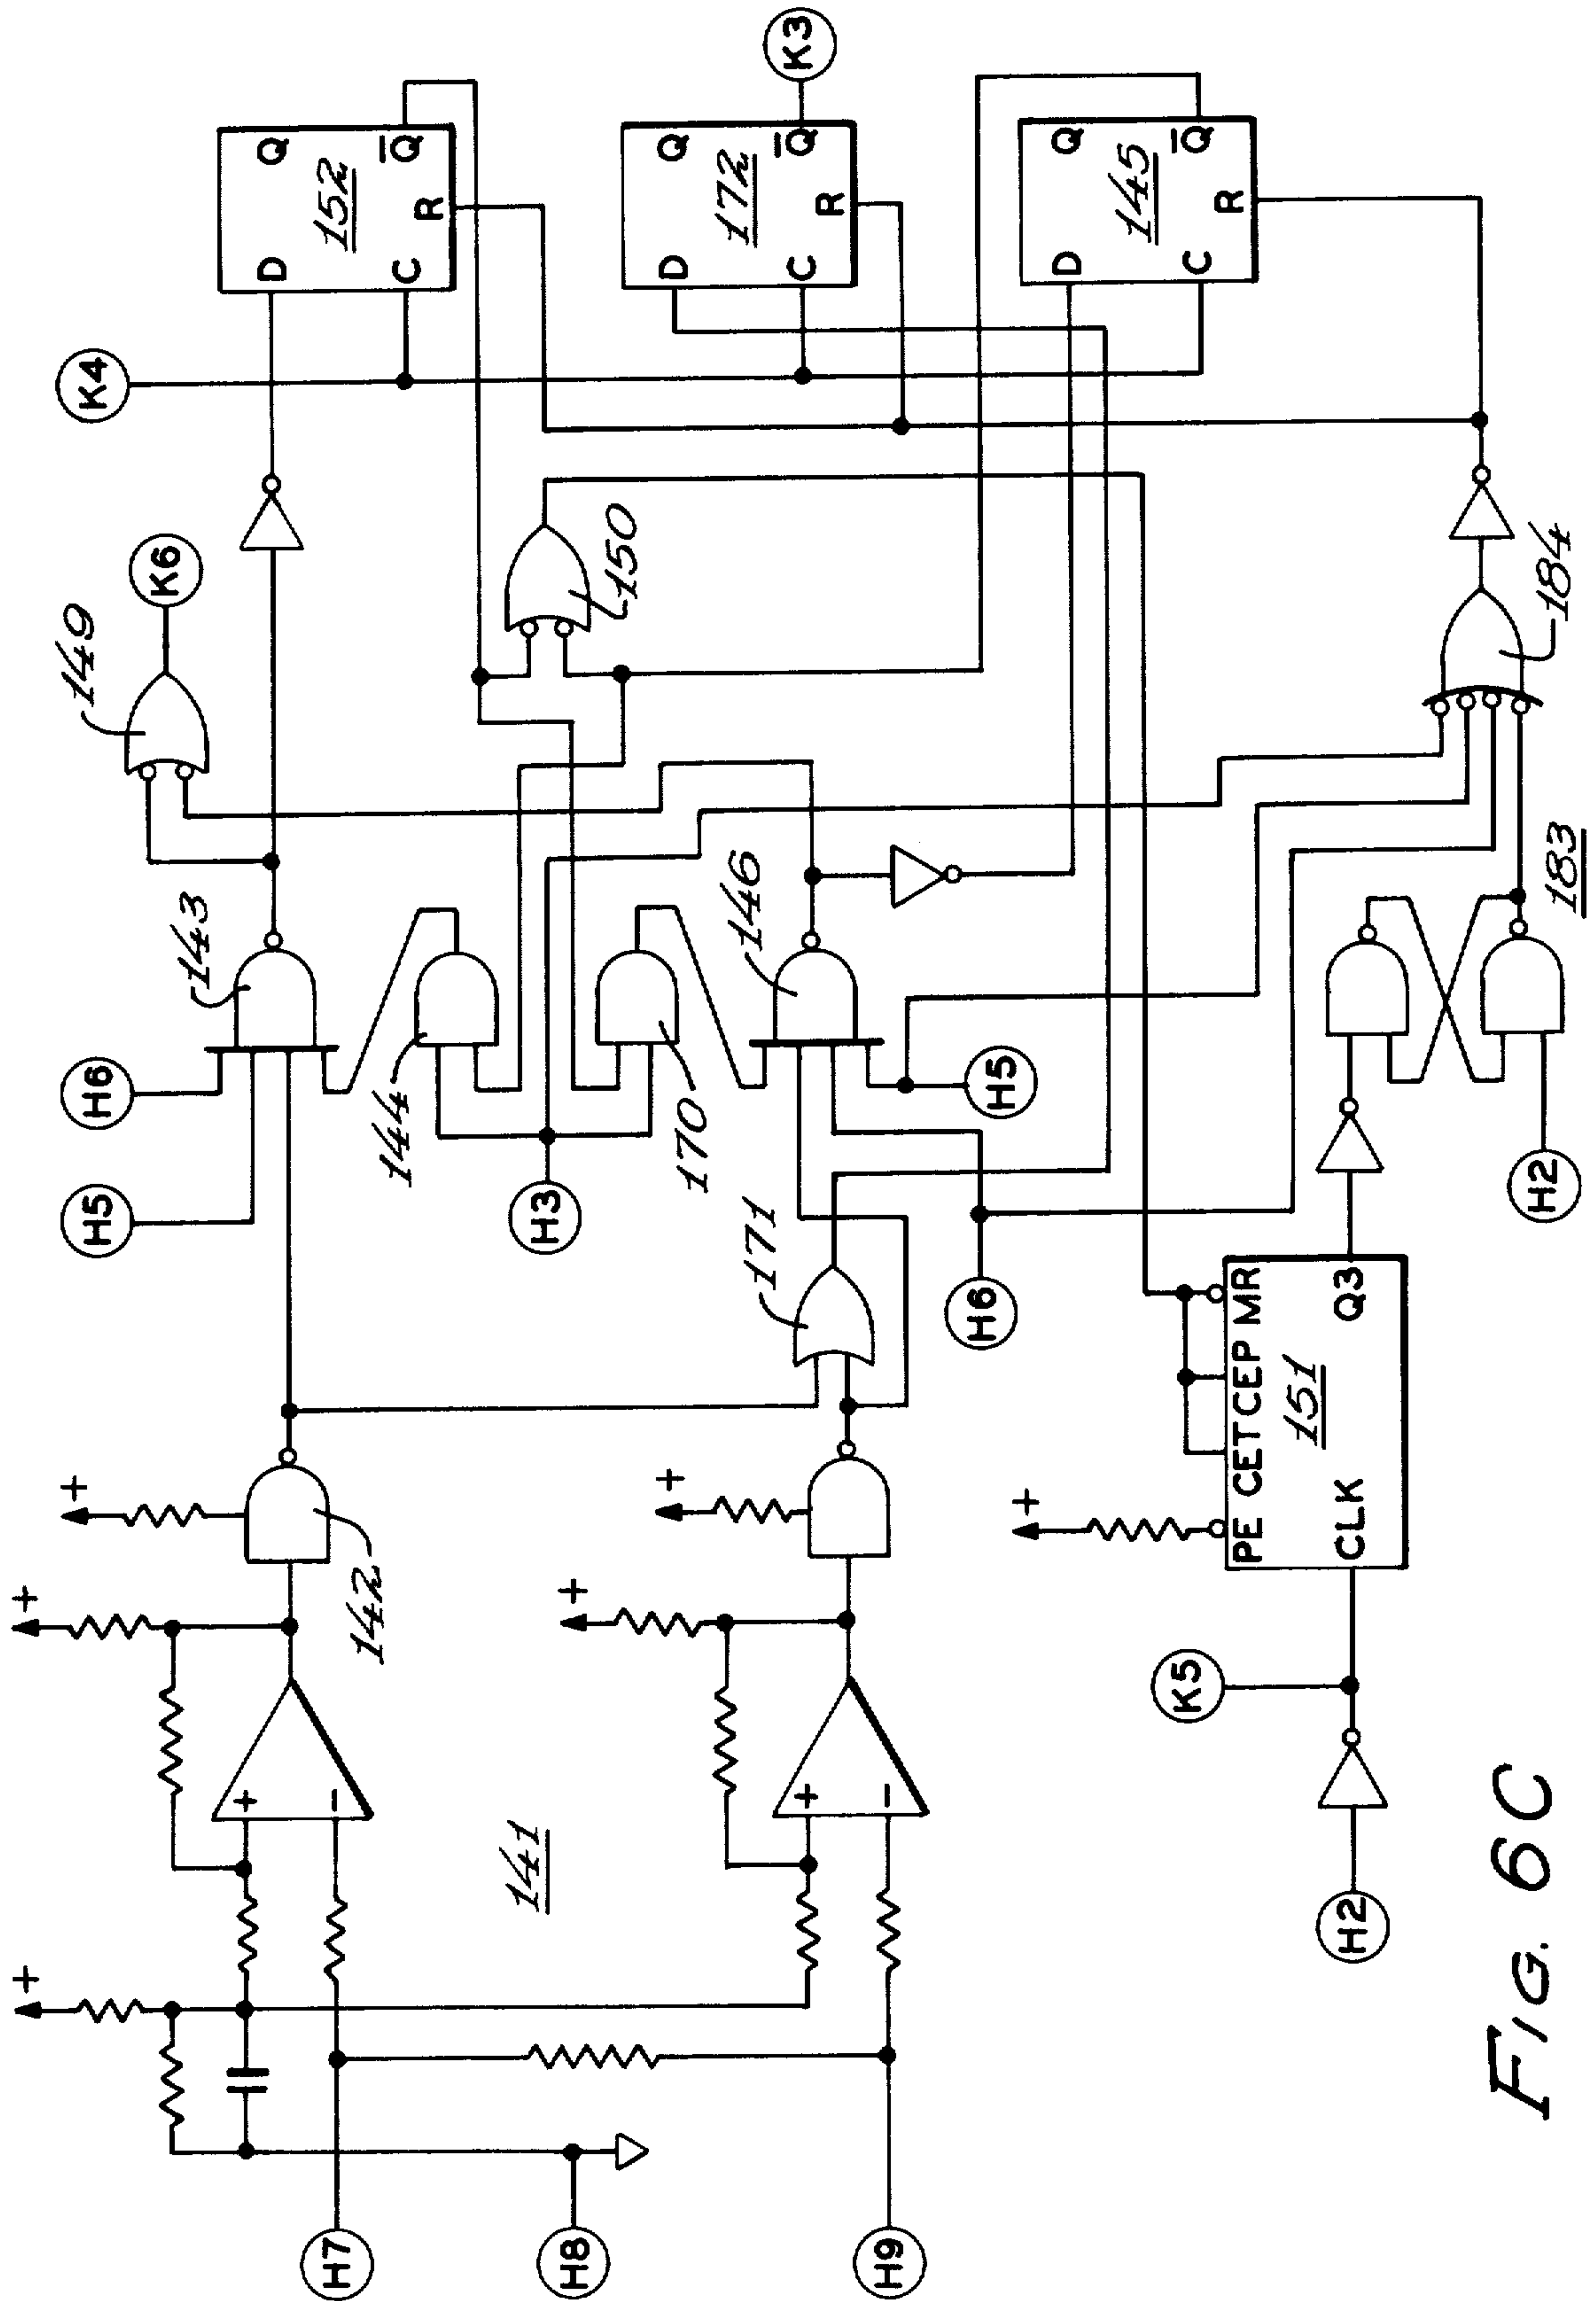 K4
K6
149
D
Q
152
C
Q
R
K3
D
Q
172
C
Q
R
D
Q
145
C
Q
R
150
184
H6
H5
143
144
H3
170
146
H5
171
H6
183
H2
+
+
142
+
+
+
141
+
-
+
-
+
PE CET CEP MR
151
CLK
Q3
K5
H2
H7
H8
H9
FIG. 6C